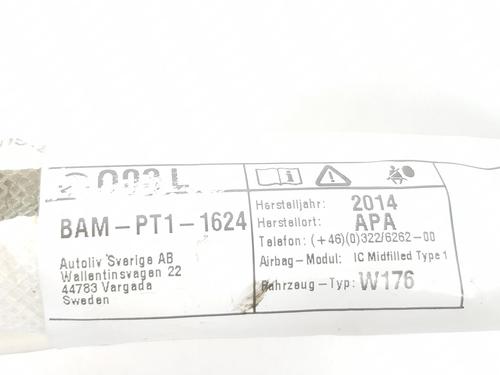 BAM-PT1-1624
Autoliv Sverige AB
Wallentinsvagen 22
44783 Vargada
Sweden
Herstelljahr: 2014
Herstellort: APA
Telefon: (+46)(0)322/6262-00
Airbag-Modul: IC Midfilled Type 1
Fahrzeug-Typ: W176